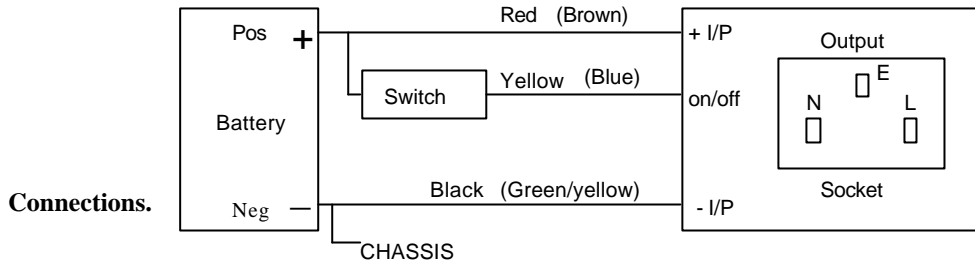 Red (Brown)
Pos +
+ I/P
Output
E
Switch
Yellow (Blue)
on/off
N
L
Battery
Connections.
Black (Green/yellow)
Socket
Neg —
- I/P
CHASSIS